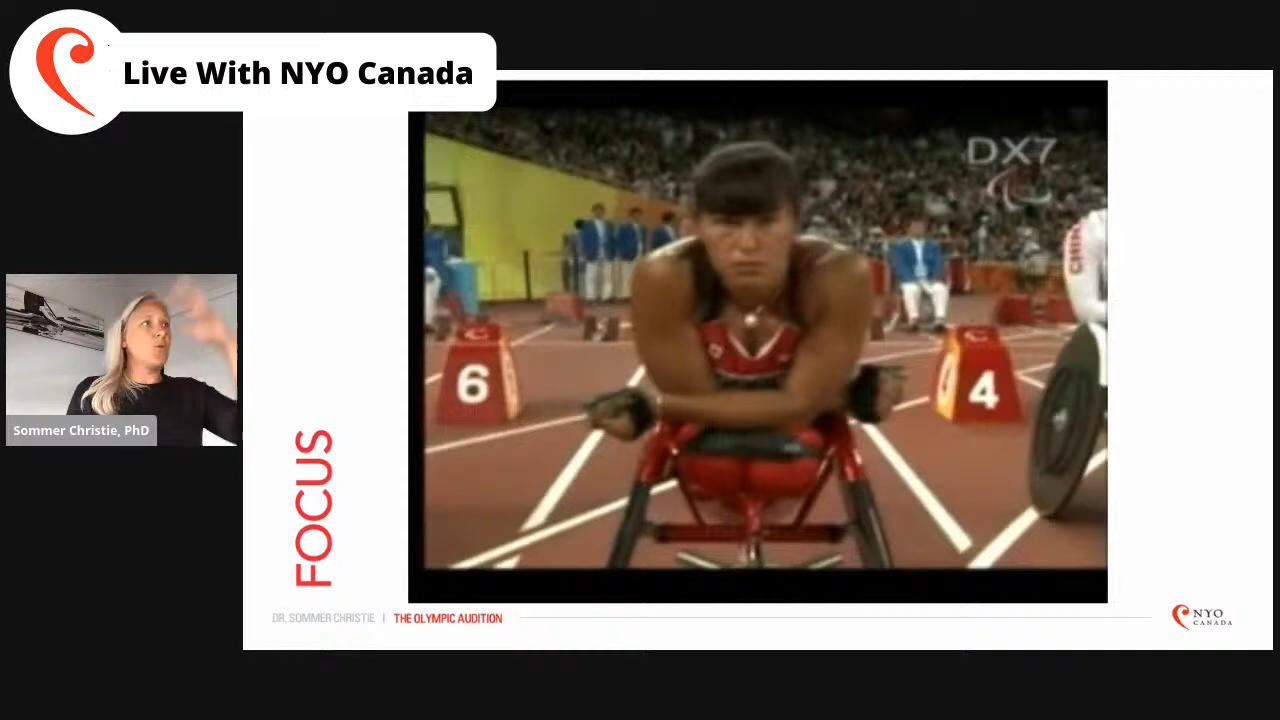 Live With NYO Canada
DX7
CHIN
6
4
Sommer Christie, PhD
FOCUS
DR. SOMMER CHRISTIE | THE OLYMPIC AUDITION
NYO
CANADA